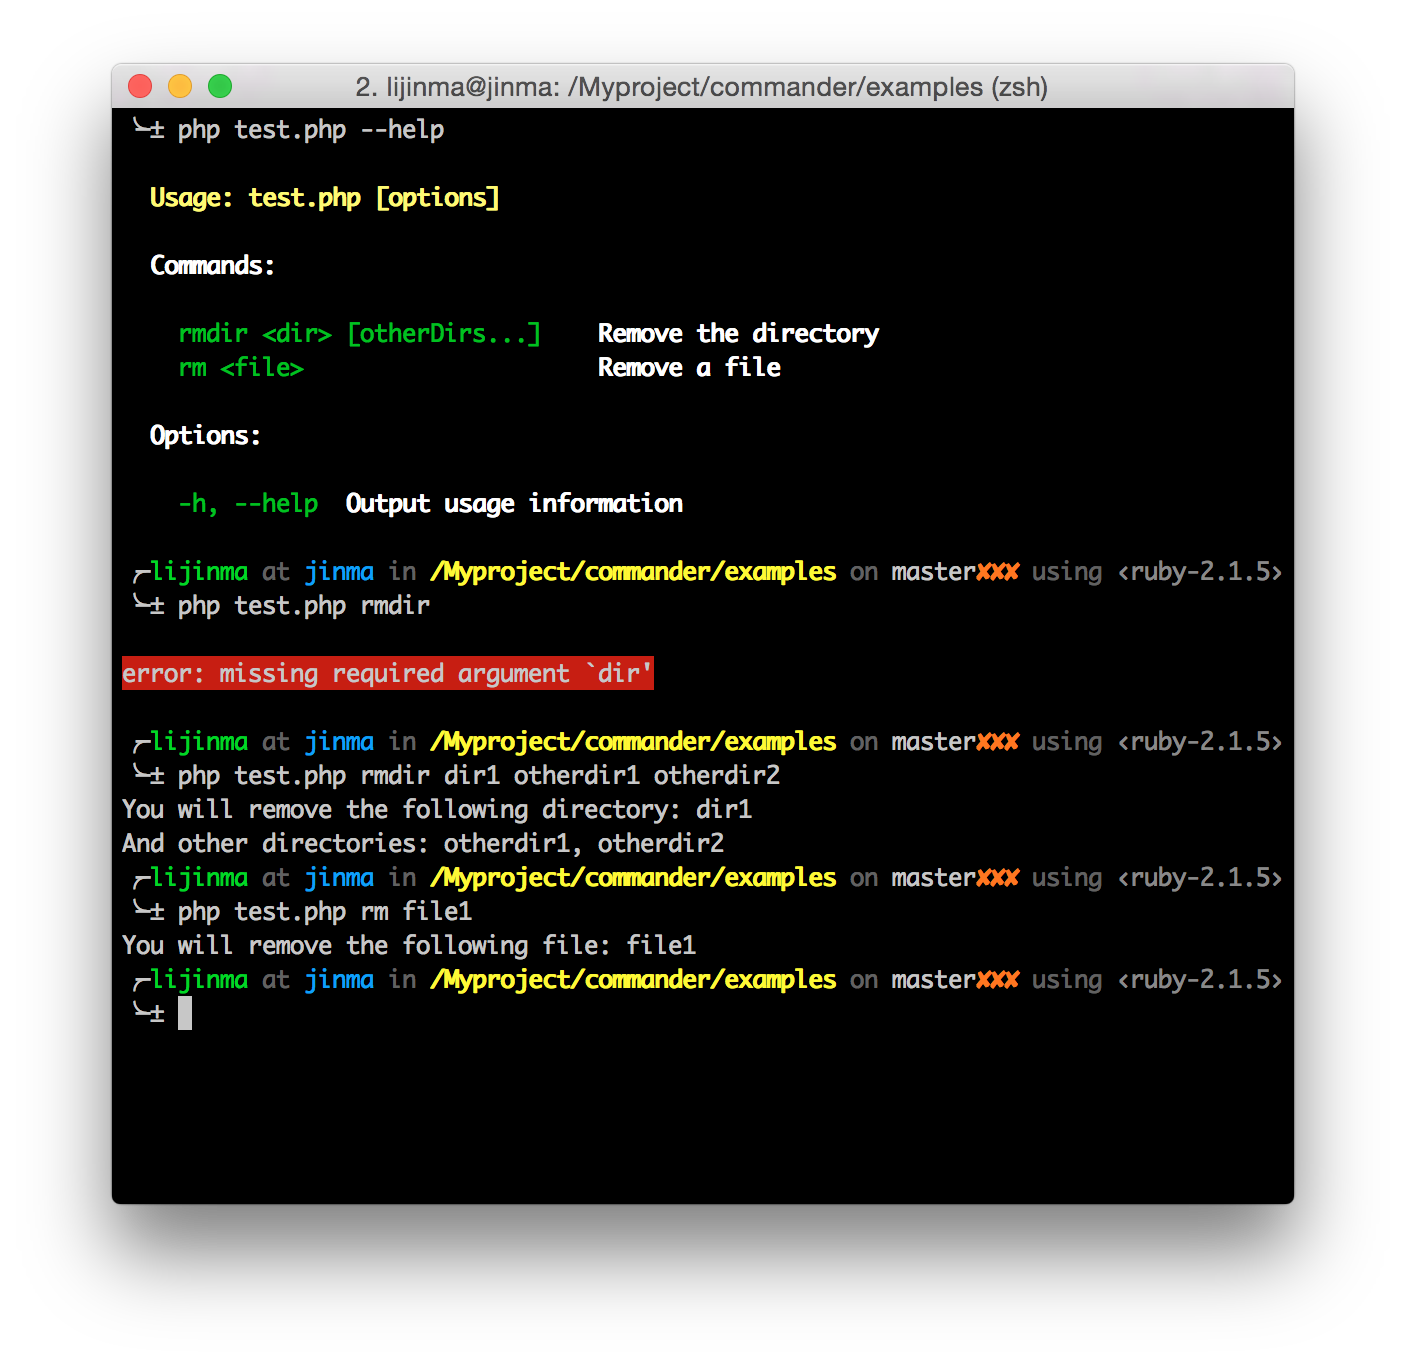 2. lijinma@jinma: /Myproject/commander/examples (zsh)
╰─± php test.php --help
Usage: test.php [options]
Commands:
rmdir <dir> [otherDirs...]    Remove the directory
rm <file>                     Remove a file
Options:
-h, --help  Output usage information
╭─lijinma at jinma in /Myproject/commander/examples on master✘✘✘ using ‹ruby-2.1.5›
╰─± php test.php rmdir
error: missing required argument `dir'
╭─lijinma at jinma in /Myproject/commander/examples on master✘✘✘ using ‹ruby-2.1.5›
╰─± php test.php rmdir dir1 otherdir1 otherdir2
You will remove the following directory: dir1
And other directories: otherdir1, otherdir2
╭─lijinma at jinma in /Myproject/commander/examples on master✘✘✘ using ‹ruby-2.1.5›
╰─± php test.php rm file1
You will remove the following file: file1
╭─lijinma at jinma in /Myproject/commander/examples on master✘✘✘ using ‹ruby-2.1.5›
╰─±